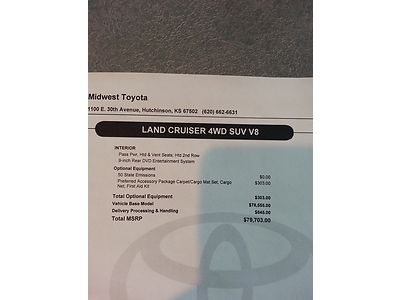 Midwest Toyota
1100 E. 30th Avenue, Hutchinson, KS 67502 (620) 662-6631
LAND CRUISER 4WD SUV V8
INTERIOR
Pass Pwr, Htd & Vent Seats; Htd 2nd Row
9-inch Rear DVD Entertainment System
Optional Equipment
50 State Emissions $0.00
Preferred Accessory Package Carpet/Cargo Mat Set, Cargo $303.00
Net, First Aid Kit
Total Optional Equipment $303.00
Vehicle Base Model $78,555.00
Delivery Processing & Handling $845.00
Total MSRP $79,703.00